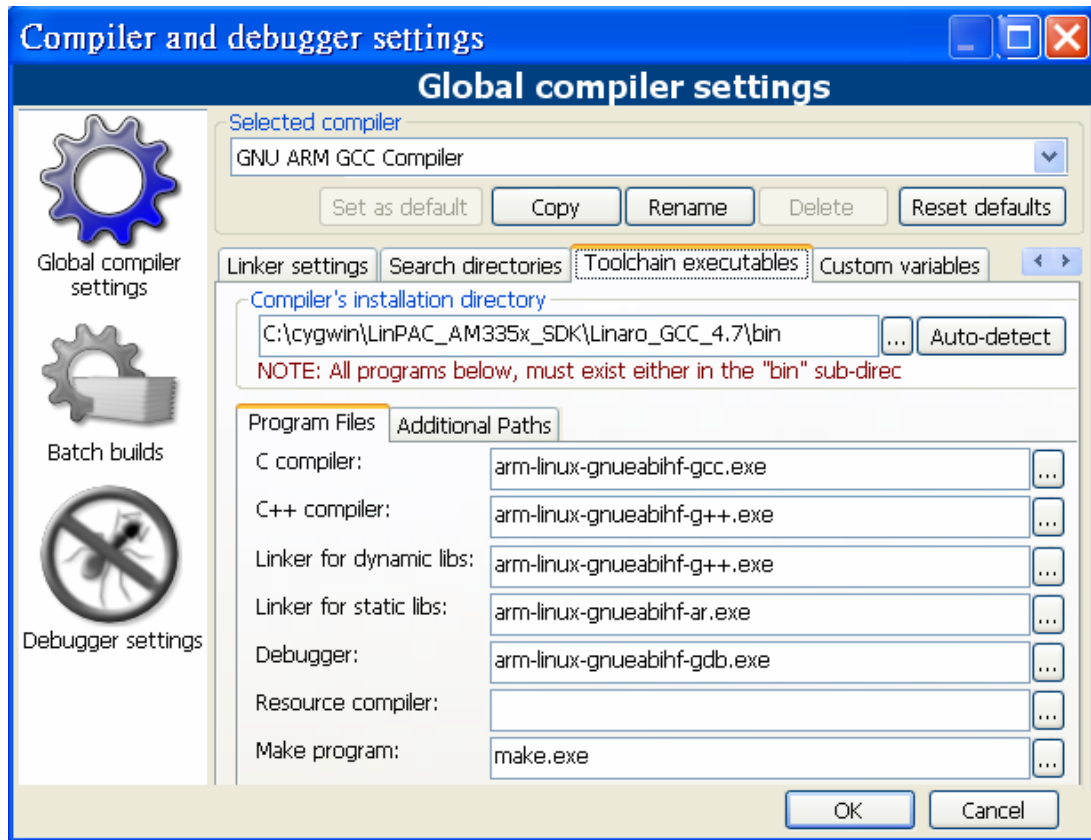 Compiler and debugger settings
Global compiler settings
Global compiler
settings
Batch builds
Debugger settings
Selected compiler
GNU ARM GCC Compiler
Set as default Copy Rename Delete Reset defaults
Linker settings Search directories Toolchain executables Custom variables
Compiler's installation directory
C:\cygwin\LinPAC_AM335x_SDK\Linaro_GCC_4.7\bin ... Auto-detect
NOTE: All programs below, must exist either in the "bin" sub-direc
Program Files Additional Paths
C compiler: arm-linux-gnueabihf-gcc.exe ...
C++ compiler: arm-linux-gnueabihf-g++.exe ...
Linker for dynamic libs: arm-linux-gnueabihf-g++.exe ...
Linker for static libs: arm-linux-gnueabihf-ar.exe ...
Debugger: arm-linux-gnueabihf-gdb.exe ...
Resource compiler: ...
Make program: make.exe ...
OK Cancel